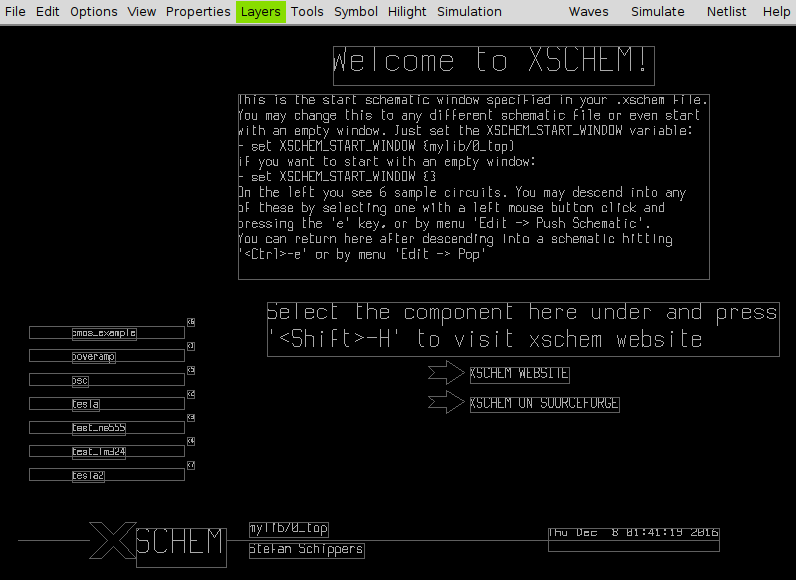 File Edit Options View Properties Layers Tools Symbol Hilight Simulation Waves Simulate Netlist Help
Welcome to XSCHEM!
This is the start schematic window specified in your .xschem file.
You may change this to any different schematic file or even start
with an empty window. Just set the XSCHEM_START_WINDOW variable:
- set XSCHEM_START_WINDOW {mylib/0_top}
if you want to start with an empty window:
- set XSCHEM_START_WINDOW {}
On the left you see 6 sample circuits. You may descend into any
of these by selecting one with a left mouse button click and
pressing the 'e' key, or by menu 'Edit -> Push Schematic'.
You can return here after descending into a schematic hitting
'<Ctrl>-e' or by menu 'Edit -> Pop'
Select the component here under and press
'<Shift>-H' to visit xschem website
XSCHEM WEBSITE
XSCHEM ON SOURCEFORGE
cmos_example
poweramp
osc
tesla
test_ne555
test_lm324
tesla2
XSCHEM
mylib/0_top
Stefan Schippers
Thu Dec 8 01:41:19 2016